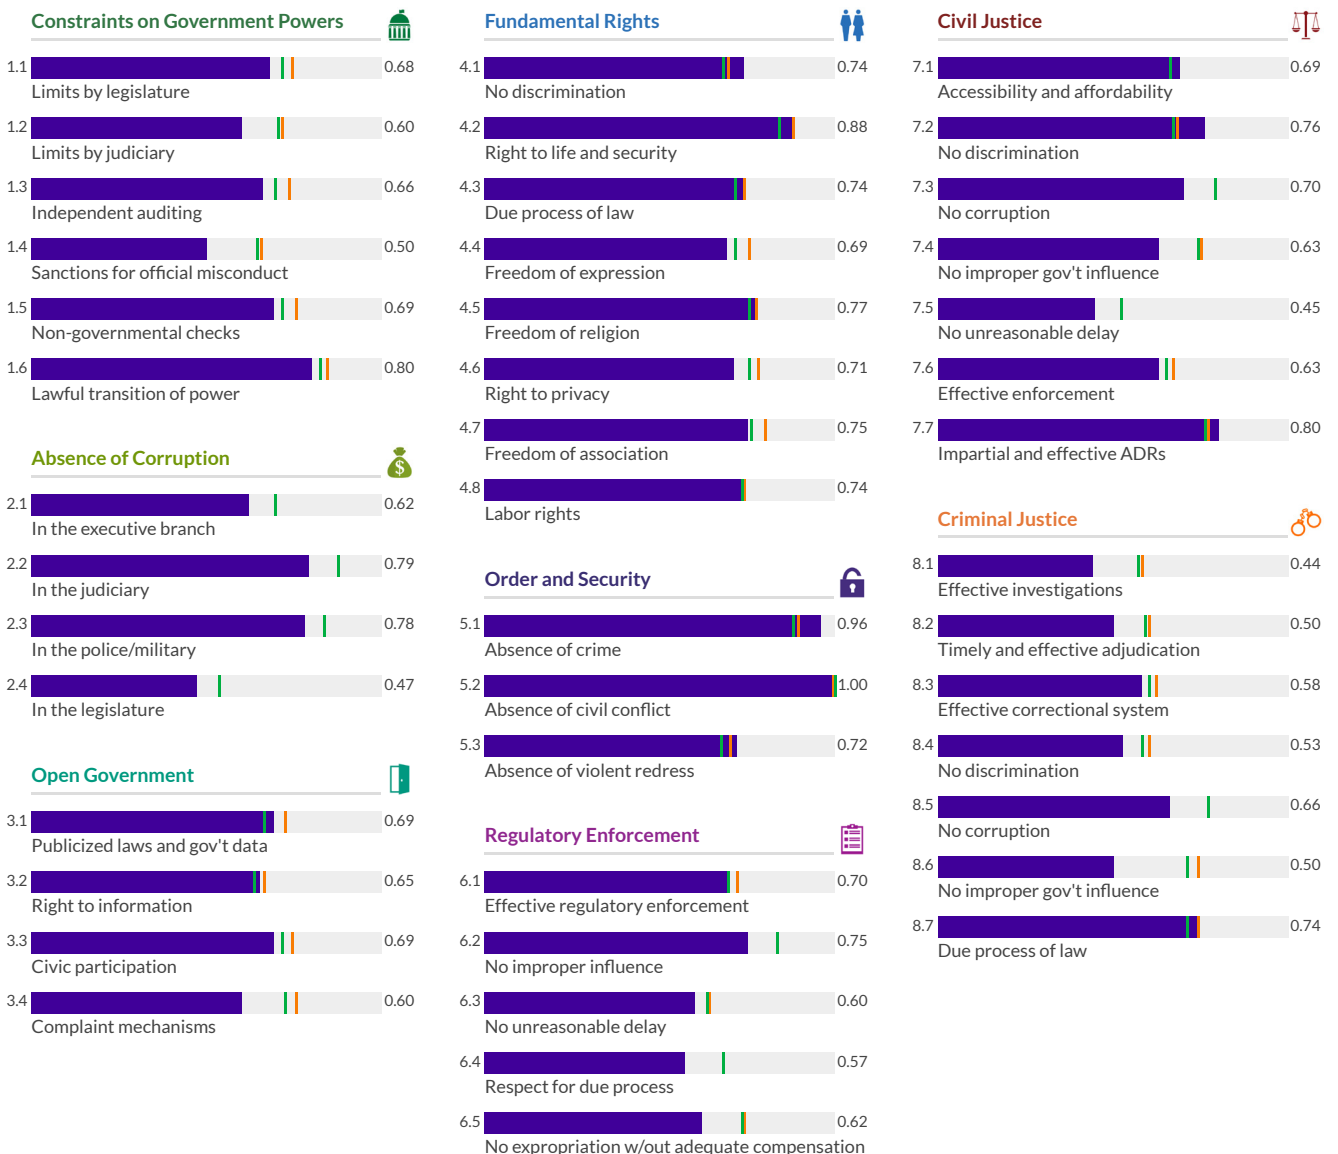 Constraints on Government Powers
1.1 0.68
Limits by legislature
1.2 0.60
Limits by judiciary
1.3 0.66
Independent auditing
1.4 0.50
Sanctions for official misconduct
1.5 0.69
Non-governmental checks
1.6 0.80
Lawful transition of power
Absence of Corruption
$
2.1 0.62
In the executive branch
2.2 0.79
In the judiciary
2.3 0.78
In the police/military
2.4 0.47
In the legislature
Open Government
3.1 0.69
Publicized laws and gov't data
3.2 0.65
Right to information
3.3 0.69
Civic participation
3.4 0.60
Complaint mechanisms
Fundamental Rights
4.1 0.74
No discrimination
4.2 0.88
Right to life and security
4.3 0.74
Due process of law
4.4 0.69
Freedom of expression
4.5 0.77
Freedom of religion
4.6 0.71
Right to privacy
4.7 0.75
Freedom of association
4.8 0.74
Labor rights
Order and Security
5.1 0.96
Absence of crime
5.2 1.00
Absence of civil conflict
5.3 0.72
Absence of violent redress
Regulatory Enforcement
6.1 0.70
Effective regulatory enforcement
6.2 0.75
No improper influence
6.3 0.60
No unreasonable delay
6.4 0.57
Respect for due process
6.5 0.62
No expropriation w/out adequate compensation
Civil Justice
7.1 0.69
Accessibility and affordability
7.2 0.76
No discrimination
7.3 0.70
No corruption
7.4 0.63
No improper gov't influence
7.5 0.45
No unreasonable delay
7.6 0.63
Effective enforcement
7.7 0.80
Impartial and effective ADRs
Criminal Justice
8.1 0.44
Effective investigations
8.2 0.50
Timely and effective adjudication
8.3 0.58
Effective correctional system
8.4 0.53
No discrimination
8.5 0.66
No corruption
8.6 0.50
No improper gov't influence
8.7 0.74
Due process of law